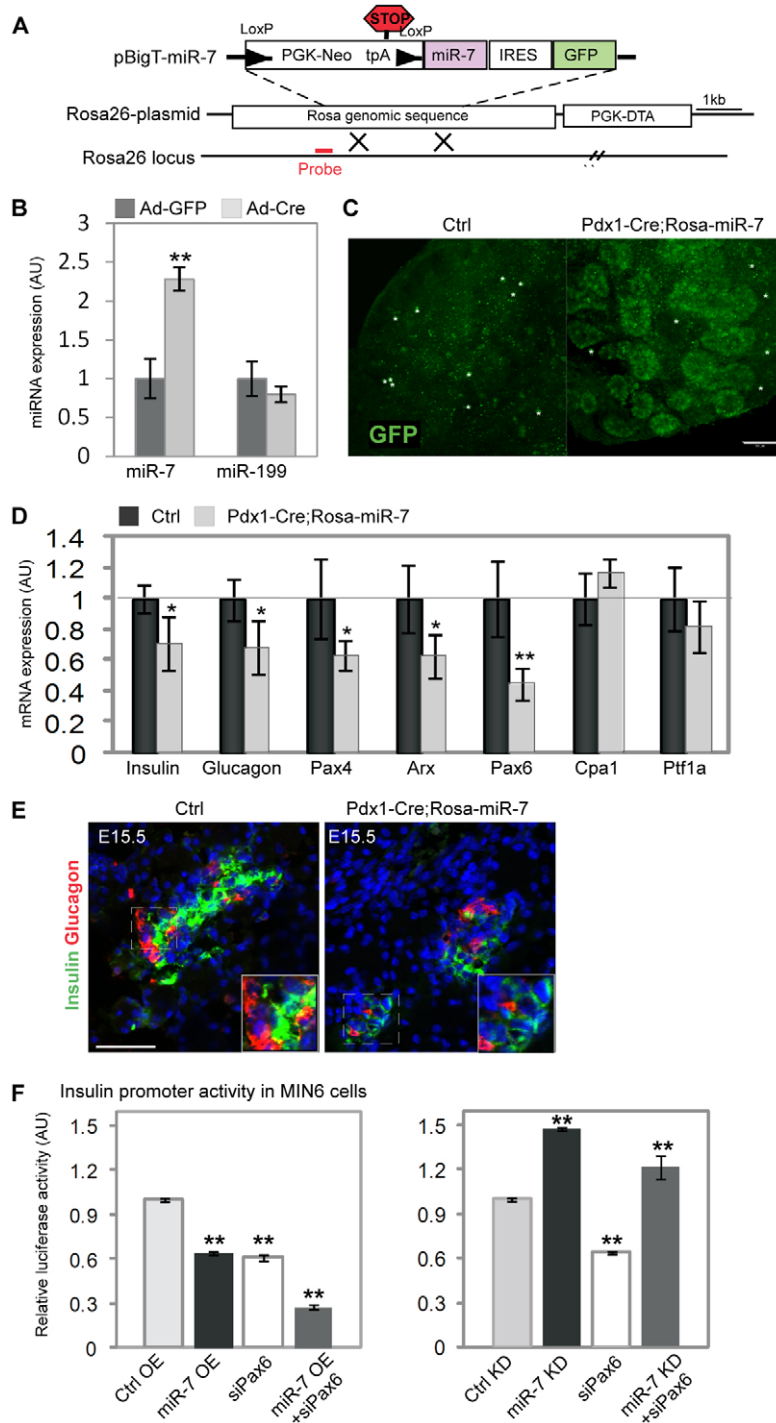 A
STOP
LoxP
LoxP
pBigT-miR-7
PGK-Neo tpA miR-7 IRES GFP
1kb
Rosa26-plasmid
Rosa genomic sequence
PGK-DTA
Rosa26 locus
Probe
B
Ad-GFP Ad-Cre
miRNA expression (AU)
3
2.5
2
1.5
1
0.5
0
**
miR-7 miR-199
C
Ctrl Pdx1-Cre;Rosa-miR-7
GFP
D
Ctrl Pdx1-Cre;Rosa-miR-7
mRNA expression (AU)
1.4
1.2
1
0.8
0.6
0.4
0.2
0
* * * * **
Insulin Glucagon Pax4 Arx Pax6 Cpa1 Ptf1a
E
Ctrl Pdx1-Cre;Rosa-miR-7
E15.5 E15.5
Insulin Glucagon
F Insulin promoter activity in MIN6 cells
Relative luciferase activity (AU)
1.5
1.2
0.9
0.6
0.3
0
** ** **
Ctrl OE
miR-7 OE
siPax6
miR-7 OE
+siPax6
1.5
1.2
0.9
0.6
0.3
0
** ** **
Ctrl KD
miR-7 KD
siPax6
miR-7 KD
+siPax6